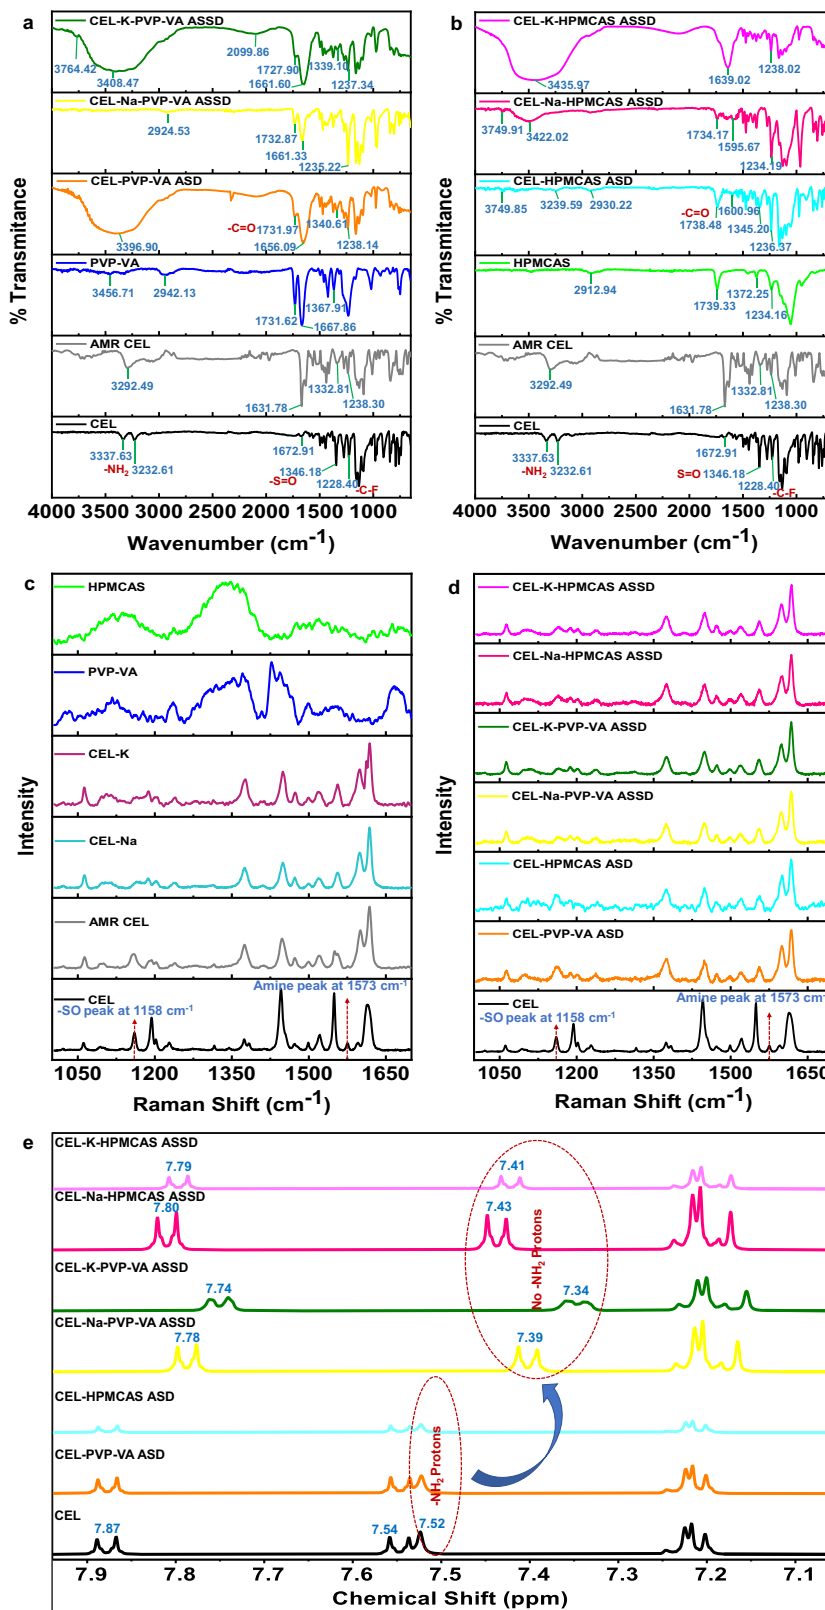 a
CEL-K-PVP-VA ASSD
3764.42
3408.47
2099.86
1727.90
1661.60
1339.10
1237.34
CEL-Na-PVP-VA ASSD
2924.53
1732.87
1661.33
1235.22
CEL-PVP-VA ASD
-C=O
3396.90
1731.97
1656.09
1340.61
1238.14
PVP-VA
3456.71
2942.13
1731.62
1667.86
1367.91
AMR CEL
3292.49
1631.78
1332.81
1238.30
CEL
3337.63
-NH2
3232.61
1672.91
1346.18
-S=O
1228.40
-C-F
4000
3500
3000
2500
2000
1500
1000
% Transmitance
Wavenumber (cm-1)
b
CEL-K-HPMCAS ASSD
3435.97
1639.02
1238.02
CEL-Na-HPMCAS ASSD
3749.91
3422.02
1734.17
1595.67
1234.19
CEL-HPMCAS ASD
3749.85
3239.59
2930.22
-C=O
1738.48
1600.96
1345.20
1236.37
HPMCAS
2912.94
1739.33
1372.25
1234.16
AMR CEL
3292.49
1631.78
1332.81
1238.30
CEL
3337.63
-NH2
3232.61
1672.91
S=O
1346.18
1228.40
-C-F
4000
3500
3000
2500
2000
1500
1000
% Transmitance
Wavenumber (cm-1)
c
HPMCAS
PVP-VA
CEL-K
CEL-Na
AMR CEL
CEL
-SO peak at 1158 cm-1
Amine peak at 1573 cm-1
1050
1200
1350
1500
1650
Intensity
Raman Shift (cm-1)
d
CEL-K-HPMCAS ASSD
CEL-Na-HPMCAS ASSD
CEL-K-PVP-VA ASSD
CEL-Na-PVP-VA ASSD
CEL-HPMCAS ASD
CEL-PVP-VA ASD
CEL
-SO peak at 1158 cm-1
Amine peak at 1573 cm-1
1050
1200
1350
1500
1650
Intensity
Raman Shift (cm-1)
e
CEL-K-HPMCAS ASSD
7.79
7.41
CEL-Na-HPMCAS ASSD
7.80
7.43
No -NH2 Protons
CEL-K-PVP-VA ASSD
7.74
7.34
CEL-Na-PVP-VA ASSD
7.78
7.39
CEL-HPMCAS ASD
CEL-PVP-VA ASD
-NH2 Protons
CEL
7.87
7.54
7.52
7.9
7.8
7.7
7.6
7.5
7.4
7.3
7.2
7.1
Chemical Shift (ppm)